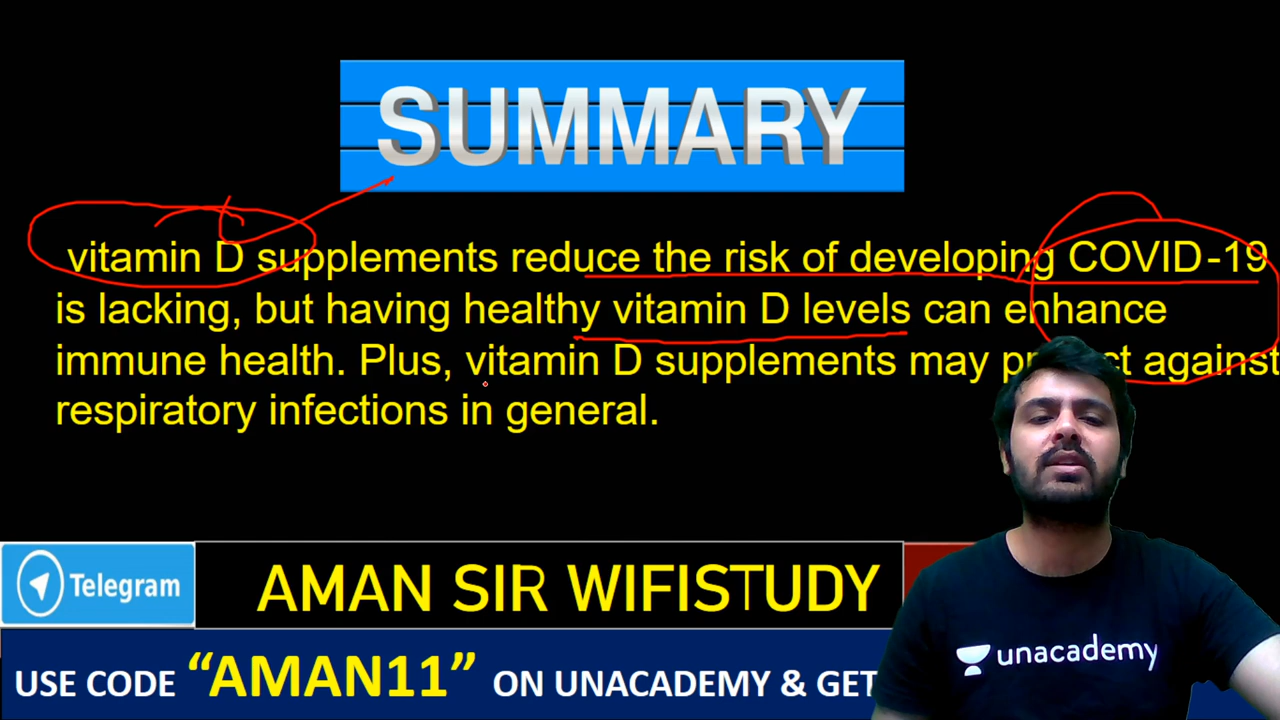 SUMMARY
vitamin D supplements reduce the risk of developing COVID-19
is lacking, but having healthy vitamin D levels can enhance
immune health. Plus, vitamin D supplements may against
respiratory infections in general.
Telegram
AMAN SIR WIFISTUDY
unacademy
USE CODE “AMAN11” ON UNACADEMY & GET